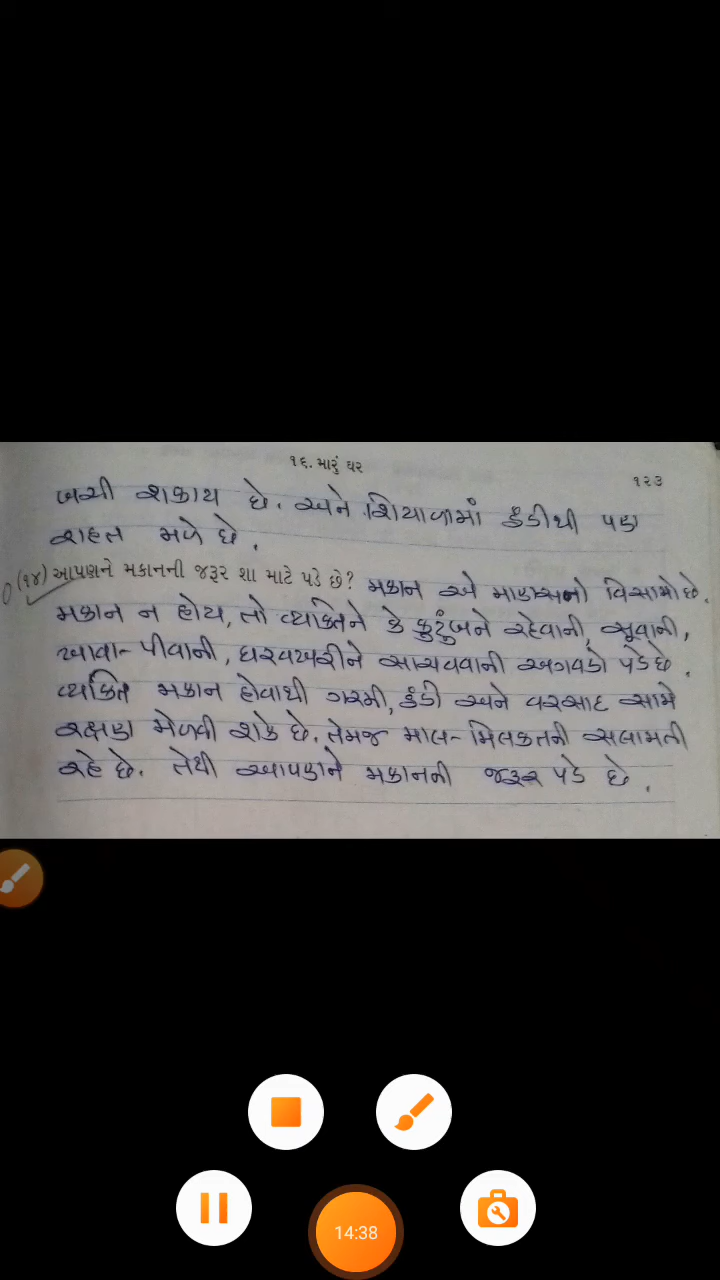 ૧૬. મારું ઘર
૧૨૩
બચી શકાય છે. અને શિયાળામાં ઠંડીથી પણ
રાહત મળે છે.
(૧૪) આપણને મકાનની જરૂર શા માટે પડે છે? મકાન એ માણસનો વિસામો છે.
મકાન ન હોય, તો વ્યક્તિને કે કુટુંબને રહેવાની, સૂવાની,
ખાવા-પીવાની, ઘરવખરીને સાચવવાની અગવડો પડે છે.
વ્યક્તિ મકાન હોવાથી ગરમી, ઠંડી અને વરસાદ સામે
રક્ષણ મેળવી શકે છે. તેમજ માલ-મિલકતની સલામતી
રહે છે. તેથી આપણને મકાનની જરૂર પડે છે.
14:38